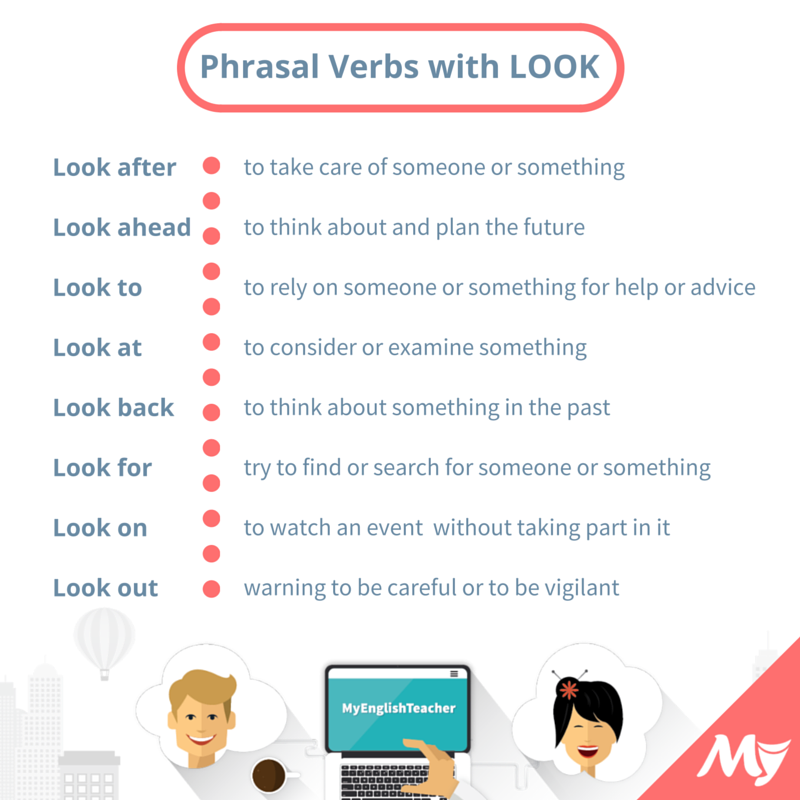 Phrasal Verbs with LOOK
Look after to take care of someone or something
Look ahead to think about and plan the future
Look to to rely on someone or something for help or advice
Look at to consider or examine something
Look back to think about something in the past
Look for try to find or search for someone or something
Look on to watch an event  without taking part in it
Look out warning to be careful or to be vigilant
MyEnglishTeacher
My